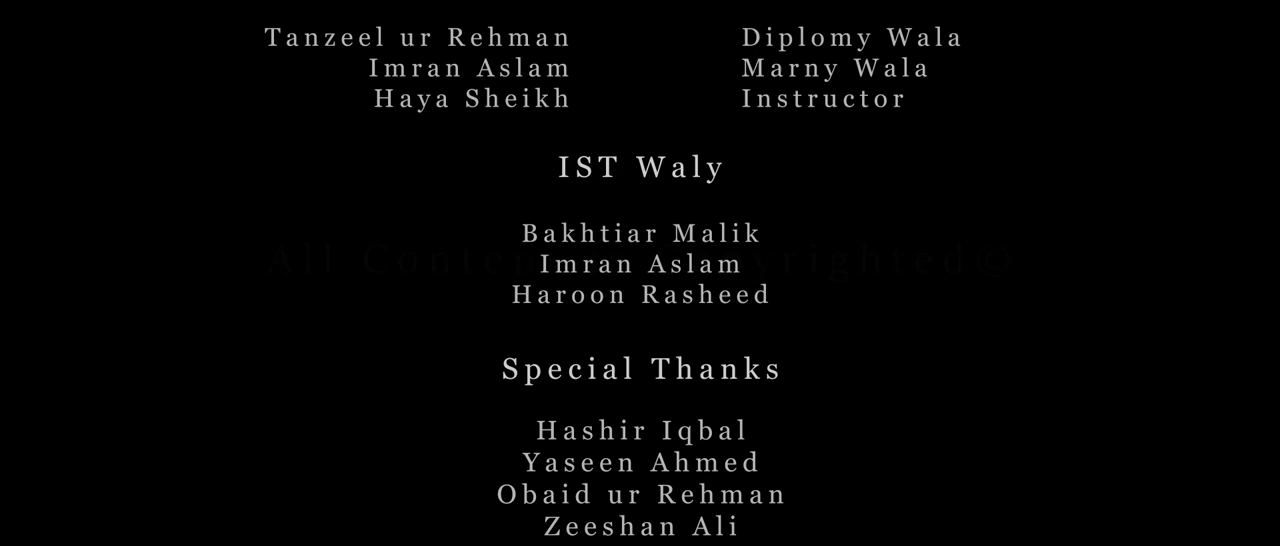 Tanzeel ur Rehman Diplomy Wala
Imran Aslam Marny Wala
Haya Sheikh Instructor
IST Waly
Bakhtiar Malik
Imran Aslam
Haroon Rasheed
Special Thanks
Hashir Iqbal
Yaseen Ahmed
Obaid ur Rehman
Zeeshan Ali